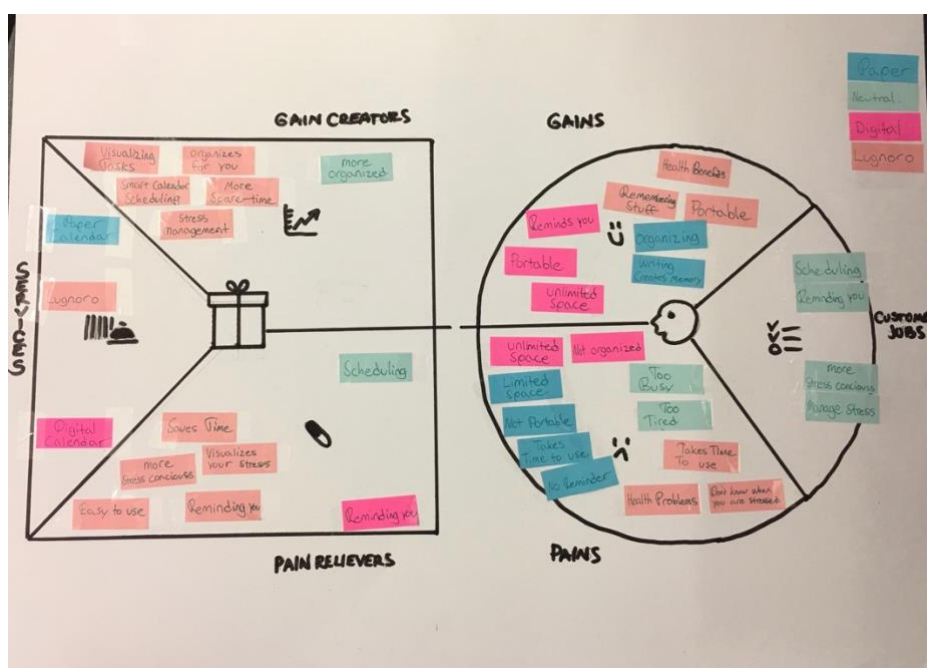 Paper
Neutral
Digital
Lugnoro
GAIN CREATORS
Visualizing
Tasks
organizes
for you
Smart Calendar
Scheduling!
More
Spare-time
Stress
Management
more
organized
SERVICES
Paper
Calendar
Lugnoro
Digital
Calendar
Scheduling
Saves Time
more
Stress conciouss
Visualizes
your Stress
Easy to use
Reminding you
Reminding you
PAIN RELIEVERS
GAINS
Health Benefits
Remembering
Stuff
Portable
Reminds you
Organizing
Portable
Writing
Creates Memory
Unlimited
Space
CUSTOMER
JOBS
Scheduling
Reminding you
more
Stress conciouss
Manage Stress
Unlimited
Space
Not organized
Limited
Space
Too
Busy
Not Portable
Too
Tired
Takes
Time to use
Takes Time
To use
No Reminder
Health Problems
Don't know when
you are stressed
PAINS